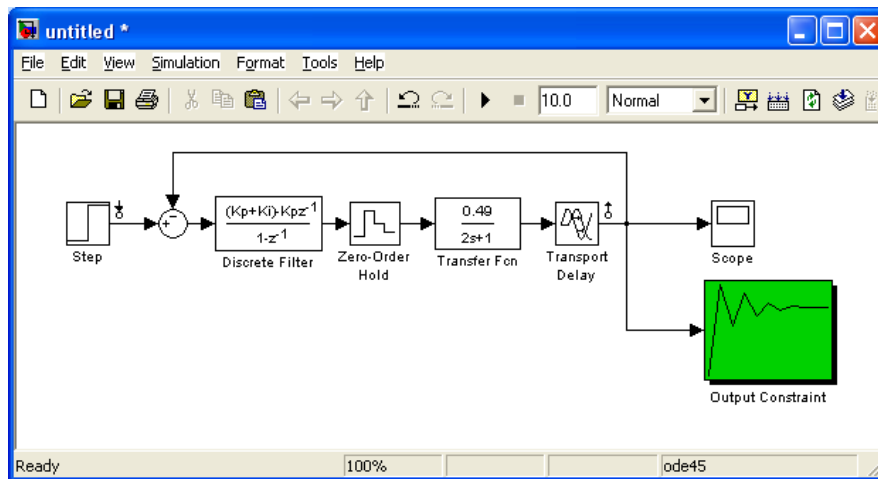 untitled *
File Edit View Simulation Format Tools Help
10.0 Normal
(Kp+Ki)-Kpz-1
1-z-1
0.49
2s+1
Step
Discrete Filter
Zero-Order
Hold
Transfer Fcn
Transport
Delay
Scope
Output Constraint
Ready 100% ode45